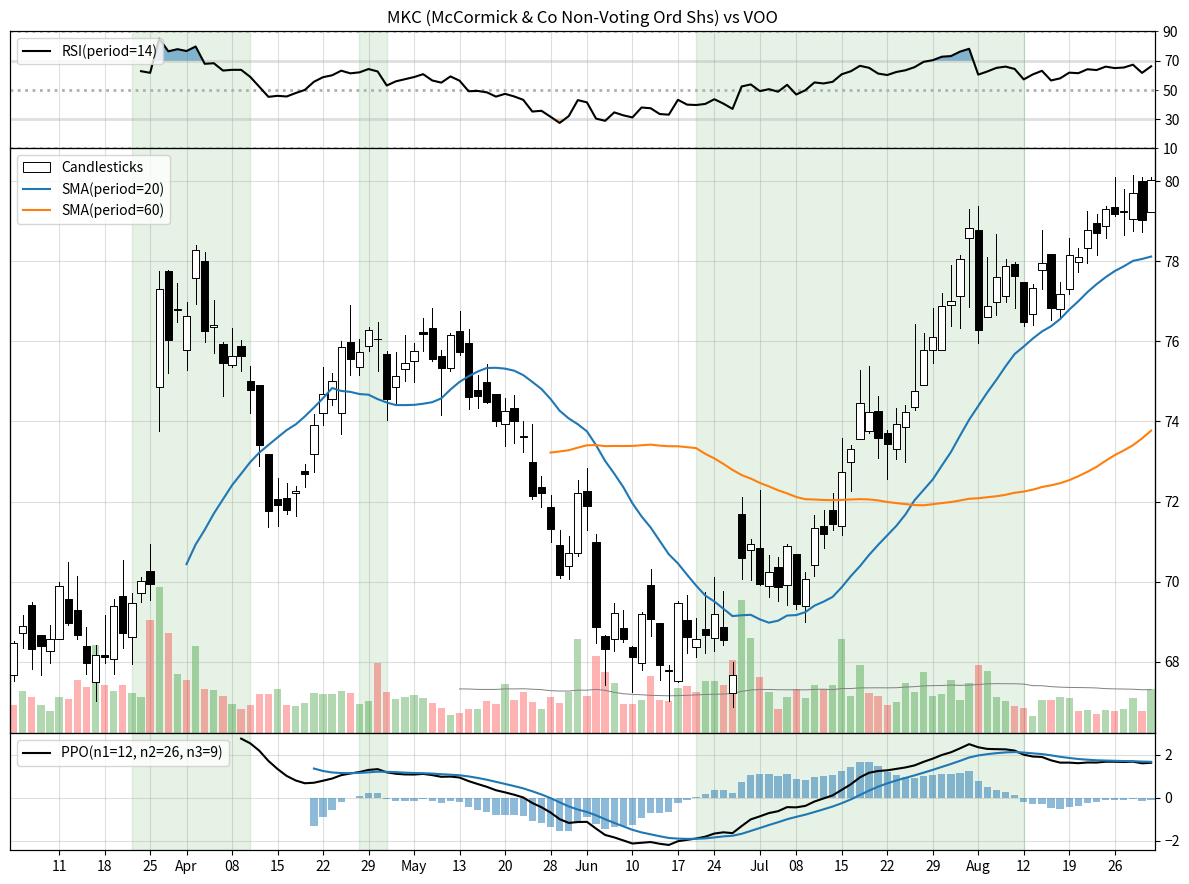 MKC (McCormick & Co Non-Voting Ord Shs) vs VOO
RSI(period=14)
90
70
50
30
10
Candlesticks
SMA(period=20)
SMA(period=60)
80
78
76
74
72
70
68
PPO(n1=12, n2=26, n3=9)
2
0
−2
11 18 25 Apr 08 15 22 29 May 13 20 28 Jun 10 17 24 Jul 08 15 22 29 Aug 12 19 26